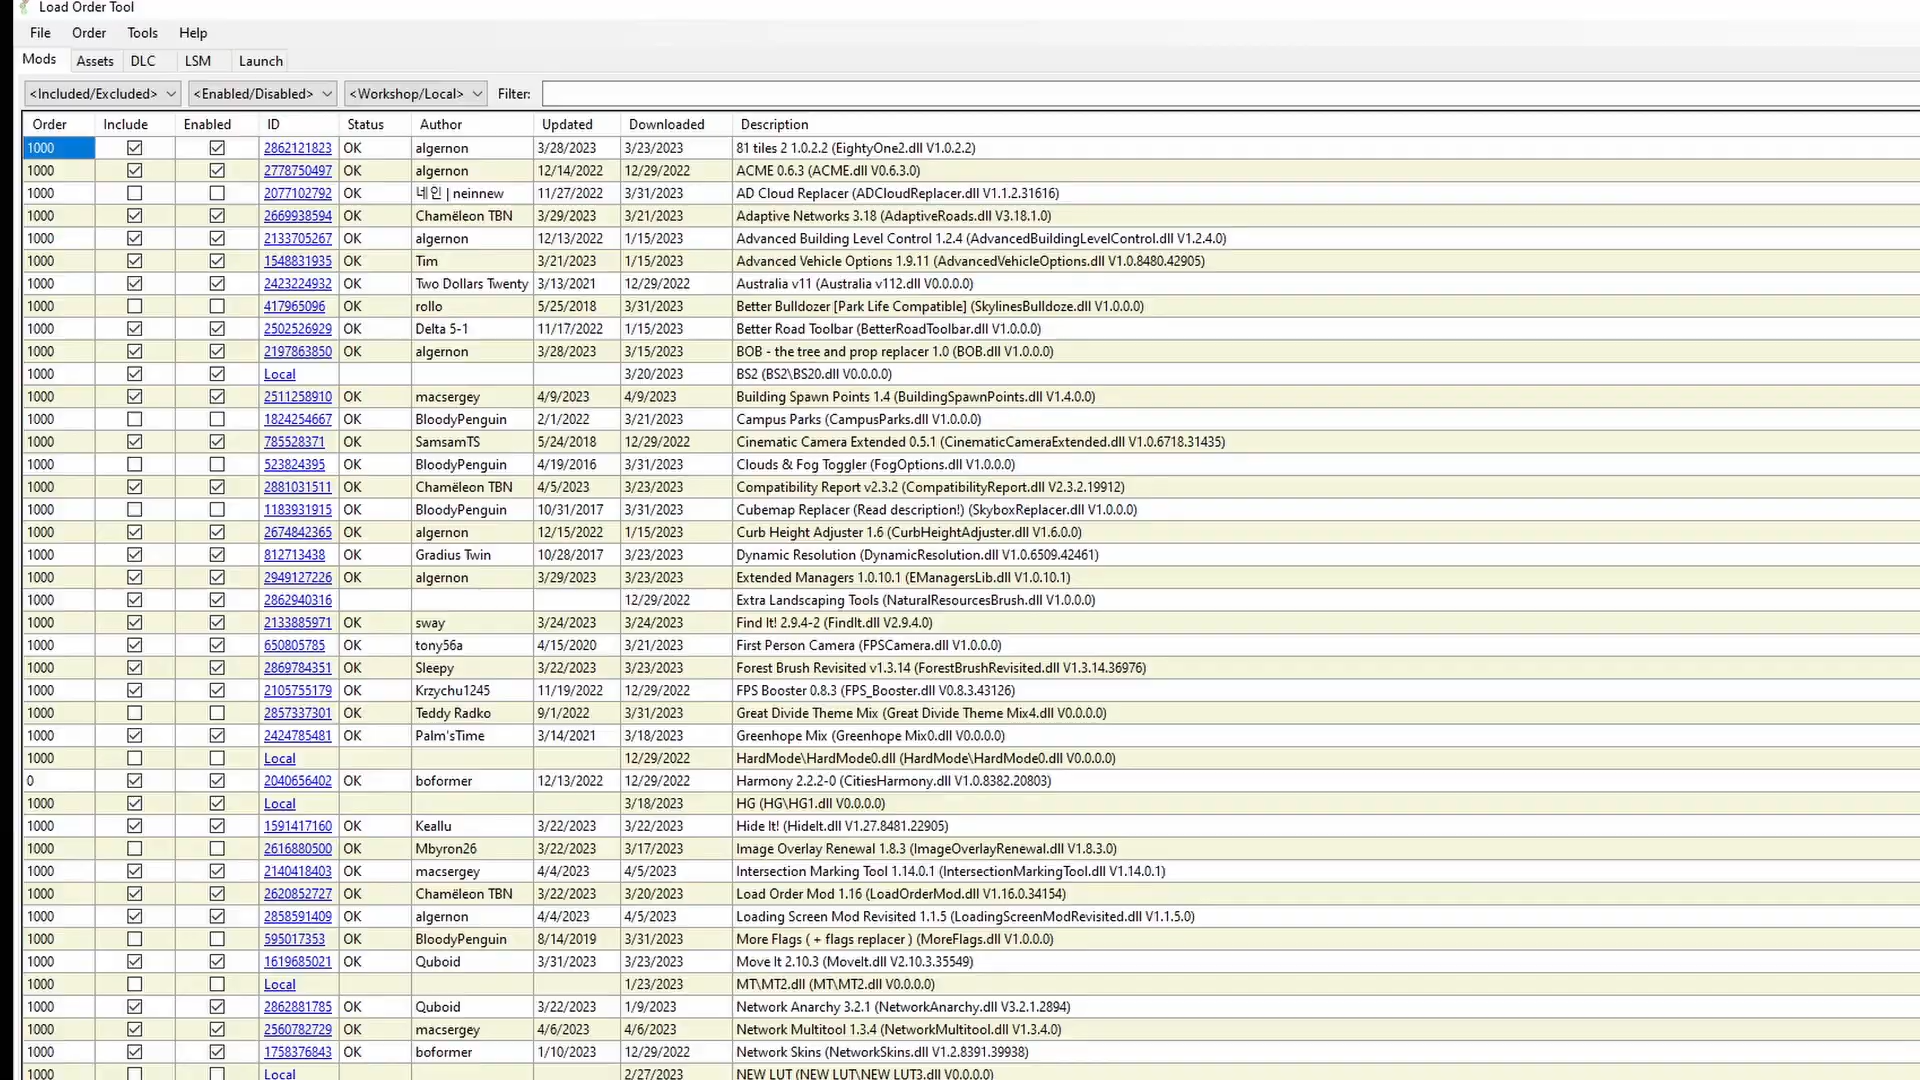 Load Order Tool
File Order Tools Help
Mods Assets DLC LSM Launch
<Included/Excluded> <Enabled/Disabled> <Workshop/Local> Filter:
Order Include Enabled ID Status Author Updated Downloaded Description
1000 2862121823 OK algernon 3/28/2023 3/23/2023 81 tiles 2 1.0.2.2 (EightyOne2.dll V1.0.2.2)
1000 2778750497 OK algernon 12/14/2022 12/29/2022 ACME 0.6.3 (ACME.dll V0.6.3.0)
1000 2077102792 OK 네인 | neinnew 11/27/2022 3/31/2023 AD Cloud Replacer (ADCloudReplacer.dll V1.1.2.31616)
1000 2669938594 OK Chamëleon TBN 3/29/2023 3/21/2023 Adaptive Networks 3.18 (AdaptiveRoads.dll V3.18.1.0)
1000 2133705267 OK algernon 12/13/2022 1/15/2023 Advanced Building Level Control 1.2.4 (AdvancedBuildingLevelControl.dll V1.2.4.0)
1000 1548831935 OK Tim 3/21/2023 1/15/2023 Advanced Vehicle Options 1.9.11 (AdvancedVehicleOptions.dll V1.0.8480.42905)
1000 2423224932 OK Two Dollars Twenty 3/13/2021 12/29/2022 Australia v11 (Australia v112.dll V0.0.0.0)
1000 417965096 OK rollo 5/25/2018 3/31/2023 Better Bulldozer [Park Life Compatible] (SkylinesBulldoze.dll V1.0.0.0)
1000 2502526929 OK Delta 5-1 11/17/2022 1/15/2023 Better Road Toolbar (BetterRoadToolbar.dll V1.0.0.0)
1000 2197863850 OK algernon 3/28/2023 3/15/2023 BOB - the tree and prop replacer 1.0 (BOB.dll V1.0.0.0)
1000 Local 3/20/2023 BS2 (BS2\BS20.dll V0.0.0.0)
1000 2511258910 OK macsergey 4/9/2023 4/9/2023 Building Spawn Points 1.4 (BuildingSpawnPoints.dll V1.4.0.0)
1000 1824254667 OK BloodyPenguin 2/1/2022 3/21/2023 Campus Parks (CampusParks.dll V1.0.0.0)
1000 785528371 OK SamsamTS 5/24/2018 12/29/2022 Cinematic Camera Extended 0.5.1 (CinematicCameraExtended.dll V1.0.6718.31435)
1000 523824395 OK BloodyPenguin 4/19/2016 3/31/2023 Clouds & Fog Toggler (FogOptions.dll V1.0.0.0)
1000 2881031511 OK Chamëleon TBN 4/5/2023 3/23/2023 Compatibility Report v2.3.2 (CompatibilityReport.dll V2.3.2.19912)
1000 1183931915 OK BloodyPenguin 10/31/2017 3/31/2023 Cubemap Replacer (Read description!) (SkyboxReplacer.dll V1.0.0.0)
1000 2674842365 OK algernon 12/15/2022 1/15/2023 Curb Height Adjuster 1.6 (CurbHeightAdjuster.dll V1.6.0.0)
1000 812713438 OK Gradius Twin 10/28/2017 3/23/2023 Dynamic Resolution (DynamicResolution.dll V1.0.6509.42461)
1000 2949127226 OK algernon 3/29/2023 3/23/2023 Extended Managers 1.0.10.1 (EManagersLib.dll V1.0.10.1)
1000 2862940316 12/29/2022 Extra Landscaping Tools (NaturalResourcesBrush.dll V1.0.0.0)
1000 2133885971 OK sway 3/24/2023 3/24/2023 Find It! 2.9.4-2 (FindIt.dll V2.9.4.0)
1000 650805785 OK tony56a 4/15/2020 3/21/2023 First Person Camera (FPSCamera.dll V1.0.0.0)
1000 2869784351 OK Sleepy 3/22/2023 3/23/2023 Forest Brush Revisited v1.3.14 (ForestBrushRevisited.dll V1.3.14.36976)
1000 2105755179 OK Krzychu1245 11/19/2022 12/29/2022 FPS Booster 0.8.3 (FPS_Booster.dll V0.8.3.43126)
1000 2857337301 OK Teddy Radko 9/1/2022 3/31/2023 Great Divide Theme Mix (Great Divide Theme Mix4.dll V0.0.0.0)
1000 2424785481 OK Palm'sTime 3/14/2021 3/18/2023 Greenhope Mix (Greenhope Mix0.dll V0.0.0.0)
1000 Local 12/29/2022 HardMode\HardMode0.dll (HardMode\HardMode0.dll V0.0.0.0)
0 2040656402 OK boformer 12/13/2022 12/29/2022 Harmony 2.2.2-0 (CitiesHarmony.dll V1.0.8382.20803)
1000 Local 3/18/2023 HG (HG\HG1.dll V0.0.0.0)
1000 1591417160 OK Keallu 3/22/2023 3/22/2023 Hide It! (HideIt.dll V1.27.8481.22905)
1000 2616880500 OK Mbyron26 3/22/2023 3/17/2023 Image Overlay Renewal 1.8.3 (ImageOverlayRenewal.dll V1.8.3.0)
1000 2140418403 OK macsergey 4/4/2023 4/5/2023 Intersection Marking Tool 1.14.0.1 (IntersectionMarkingTool.dll V1.14.0.1)
1000 2620852727 OK Chamëleon TBN 3/22/2023 3/20/2023 Load Order Mod 1.16 (LoadOrderMod.dll V1.16.0.34154)
1000 2858591409 OK algernon 4/4/2023 4/5/2023 Loading Screen Mod Revisited 1.1.5 (LoadingScreenModRevisited.dll V1.1.5.0)
1000 595017353 OK BloodyPenguin 8/14/2019 3/31/2023 More Flags ( + flags replacer ) (MoreFlags.dll V1.0.0.0)
1000 1619685021 OK Quboid 3/31/2023 3/23/2023 Move It 2.10.3 (MoveIt.dll V2.10.3.35549)
1000 Local 1/23/2023 MT\MT2.dll (MT\MT2.dll V0.0.0.0)
1000 2862881785 OK Quboid 3/22/2023 1/9/2023 Network Anarchy 3.2.1 (NetworkAnarchy.dll V3.2.1.2894)
1000 2560782729 OK macsergey 4/6/2023 4/6/2023 Network Multitool 1.3.4 (NetworkMultitool.dll V1.3.4.0)
1000 1758376843 OK boformer 1/10/2023 12/29/2022 Network Skins (NetworkSkins.dll V1.2.8391.39938)
1000 Local 2/27/2023 NEW LUT (NEW LUT\NEW LUT3.dll V0.0.0.0)